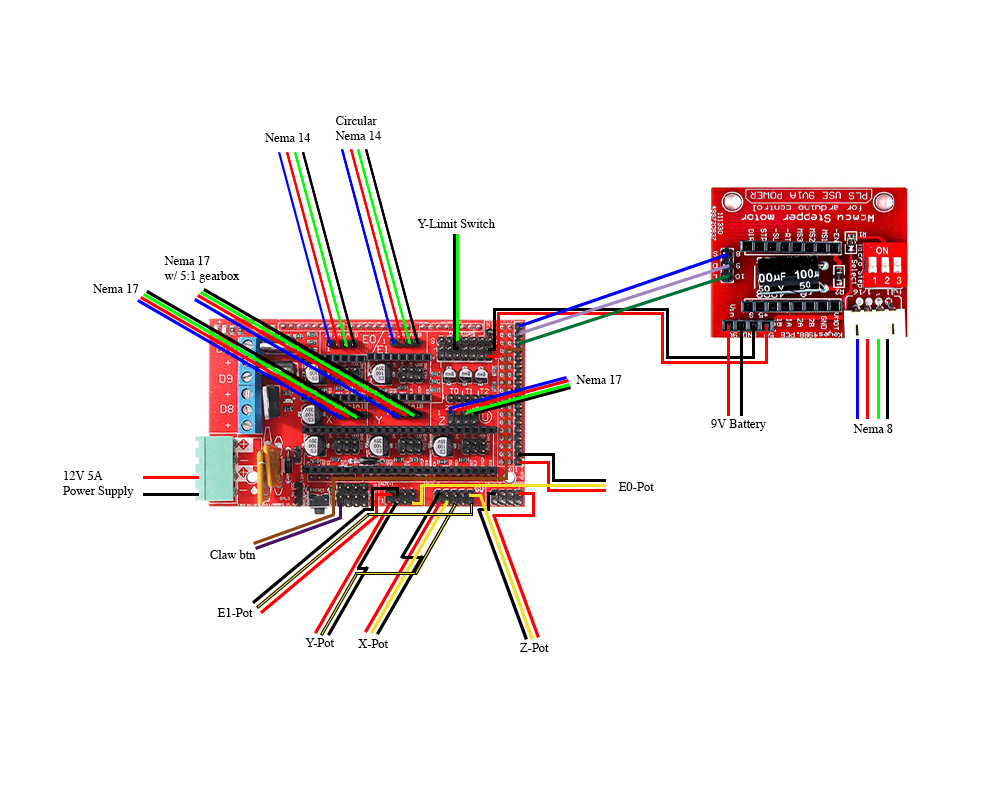 Circular
Nema 14
Nema 14
Y-Limit Switch
Nema 17
w/ 5:1 gearbox
Nema 17
PLS USE 9V1A POWER
for arduino control
Wcmcu Stepper motor
ON
1 2 3
D9
+
D8
+
E0
/E1
T0 T1 T2
X
Y
Z
Nema 17
9V Battery
Nema 8
12V 5A
Power Supply
E0-Pot
Claw btn
E1-Pot
Y-Pot
X-Pot
Z-Pot